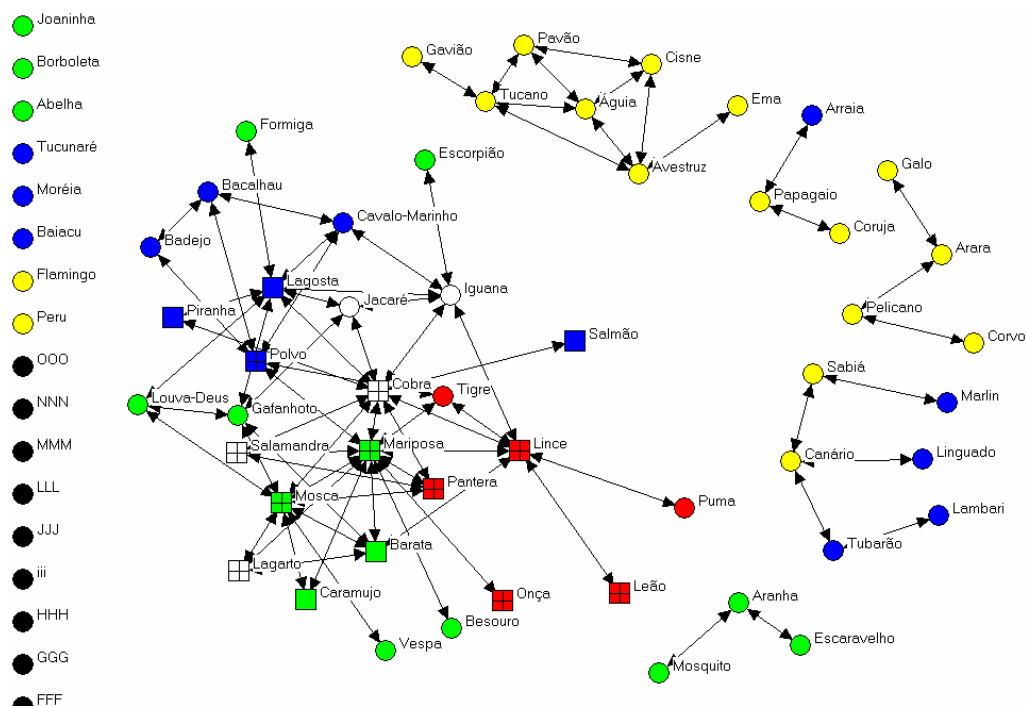 Joaninha
Borboleta
Abelha
Tucunaré
Moréia
Baiacu
Flamingo
Peru
OOO
NNN
MMM
LLL
JJJ
iii
HHH
GGG
FFF
Gavião
Pavão
Cisne
Tucano
Águia
Ema
Avestruz
Arraia
Papagaio
Coruja
Galo
Arara
Pelicano
Corvo
Formiga
Escorpião
Bacalhau
Cavalo-Marinho
Badejo
Lagosta
Jacaré
Iguana
Piranha
Salmão
Polvo
Cobra
Tigre
Louva-Deus
Gafanhoto
Salamandra
Mariposa
Lince
Pantera
Mosca
Puma
Barata
Lagarto
Caramujo
Onça
Leão
Besouro
Vespa
Sabiá
Marlin
Canário
Linguado
Lambari
Tubarão
Aranha
Escaravelho
Mosquito